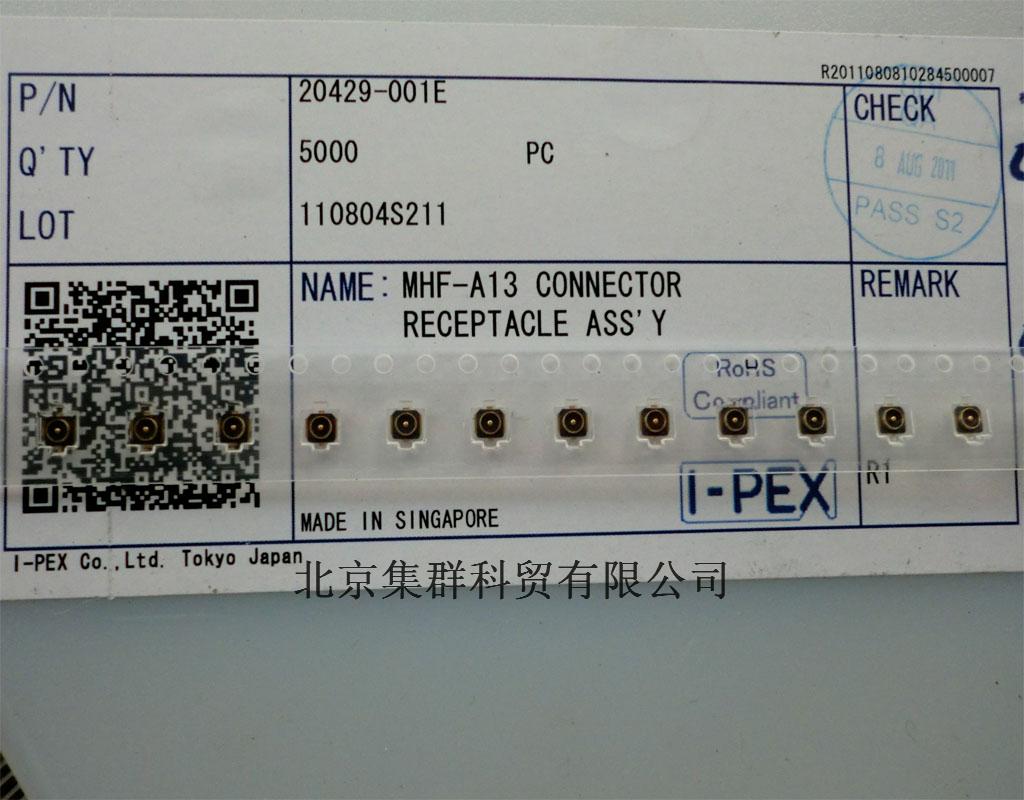 R2011080810284500007
P/N 20429-001E
CHECK
Q'TY 5000 PC
8 AUG 2011
LOT 110804S211
PASS S2
NAME: MHF-A13 CONNECTOR
RECEPTACLE ASS'Y
REMARK
RoHS
Compliant
R1
I-PEX
MADE IN SINGAPORE
I-PEX Co.,Ltd. Tokyo Japan
北京集群科贸有限公司